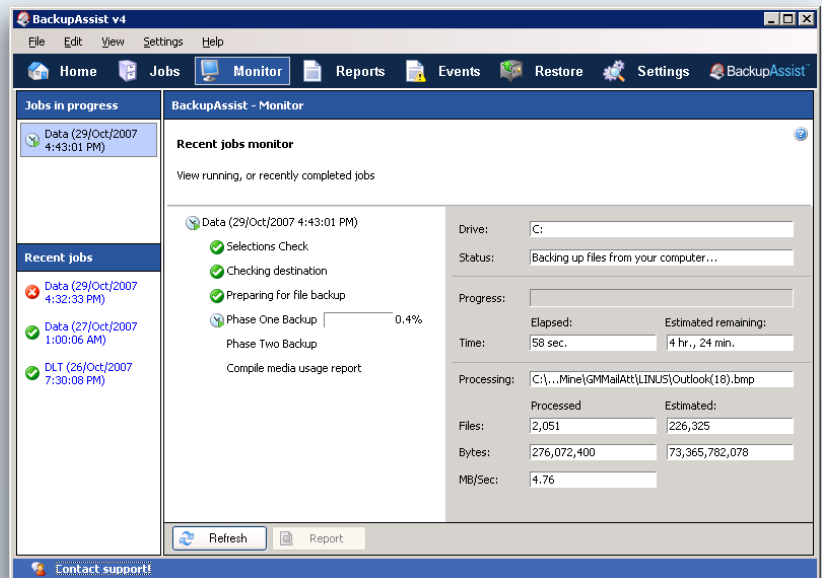 BackupAssist v4
File Edit View Settings Help
Home Jobs Monitor Reports Events Restore Settings BackupAssist™
Jobs in progress
Data (29/Oct/2007
4:43:01 PM)
Recent jobs
Data (29/Oct/2007
4:32:33 PM)
Data (27/Oct/2007
1:00:06 AM)
DLT (26/Oct/2007
7:30:08 PM)
BackupAssist - Monitor
Recent jobs monitor
View running, or recently completed jobs
Data (29/Oct/2007 4:43:01 PM)
Selections Check
Checking destination
Preparing for file backup
Phase One Backup 0.4%
Phase Two Backup
Compile media usage report
Drive: C:
Status: Backing up files from your computer...
Progress:
Elapsed: Estimated remaining:
Time: 58 sec. 4 hr., 24 min.
Processing: C:\...Mine\GMMailAtt\LINUS\Outlook(18).bmp
Processed Estimated:
Files: 2,051 226,325
Bytes: 276,072,400 73,365,782,078
MB/Sec: 4.76
Refresh Report
Contact support!